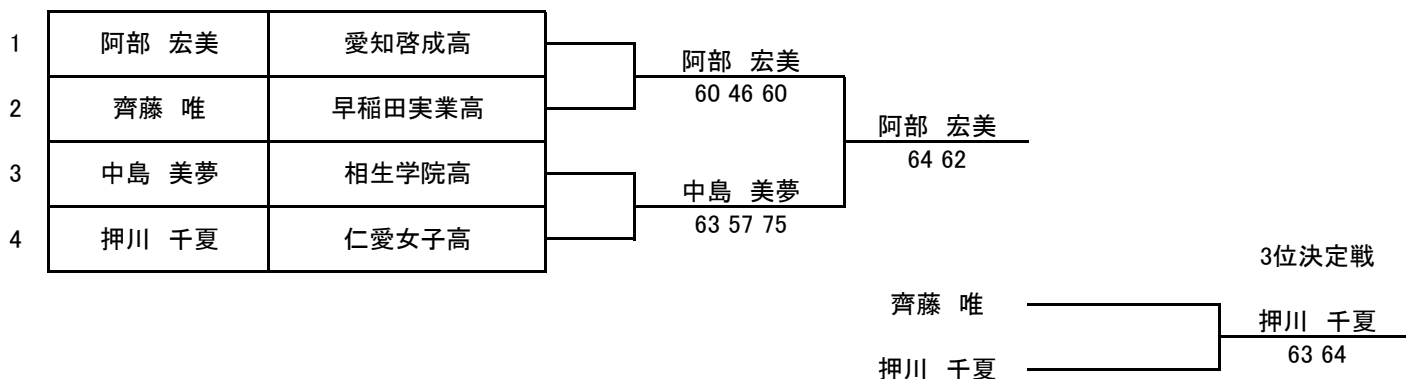 1 阿部 宏美 愛知啓成高
阿部 宏美
60 46 60
2 齊藤 唯 早稲田実業高
阿部 宏美
64 62
3 中島 美夢 相生学院高
中島 美夢
63 57 75
4 押川 千夏 仁愛女子高
3位決定戦
齊藤 唯
押川 千夏
63 64
押川 千夏